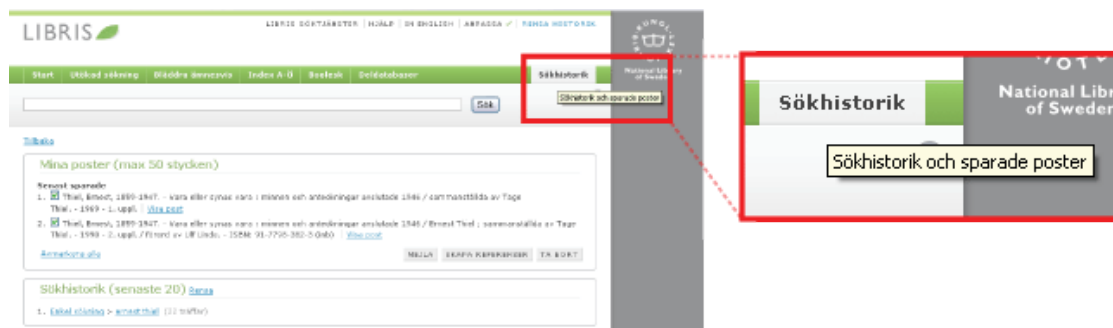 LIBRIS
LIBRIS SÖKTJÄNSTER | HJÄLP | IN ENGLISH | ANPASSA | RENSA HISTORIK
Start Utökad sökning Bläddra ämnesvis Index A-Ö Boolesk Deldatabaser Sökhistorik
National Library of Sweden
Sök
Sökhistorik och sparade poster
Tillbaka
Mina poster (max 50 stycken)
Senast sparade
1. Thiel, Ernest, 1859-1947. - Vara eller synas vara : minnen och anteckningar avslutade 1946 / sammanställda av Tage
Thiel. - 1969 - 1. uppl. | Visa post
2. Thiel, Ernest, 1859-1947. - Vara eller synas vara : minnen och anteckningar avslutade 1946 / Ernest Thiel ; sammanställda av Tage
Thiel. - 1990 - 2. uppl. / förord av Ulf Linde. - ISBN: 91-7798-382-3 (inb) | Visa post
Avmarkera alla
MEJLA SKAPA REFERENSER TA BORT
Sökhistorik (senaste 20) Rensa
1. Enkel sökning > ernest thiel (22 träffar)
Sökhistorik
National Libr
of Sweden
Sökhistorik och sparade poster